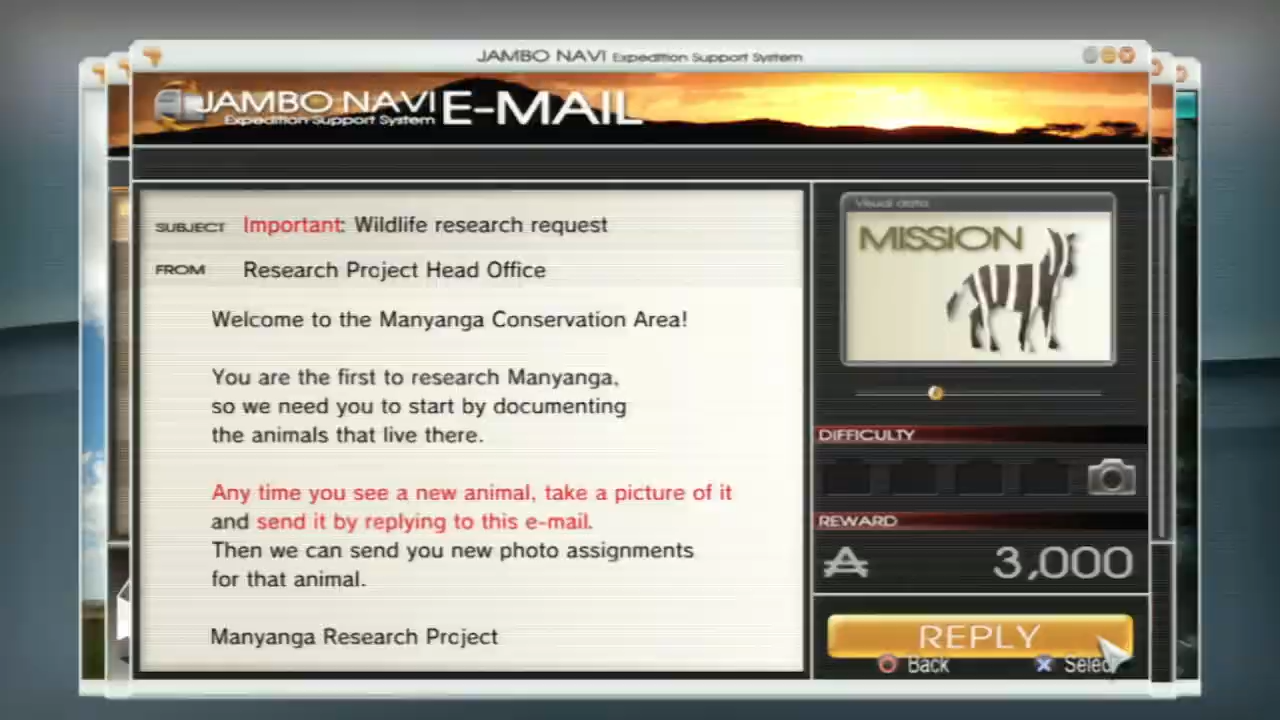 JAMBO NAVI Expedition Support System
JAMBO NAVI E-MAIL
Expedition Support System
SUBJECT Important: Wildlife research request
FROM Research Project Head Office
Welcome to the Manyanga Conservation Area!
You are the first to research Manyanga,
so we need you to start by documenting
the animals that live there.
Any time you see a new animal, take a picture of it
and send it by replying to this e-mail.
Then we can send you new photo assignments
for that animal.
Manyanga Research Project
Visual data
MISSION
DIFFICULTY
REWARD
3,000
REPLY
Back Select